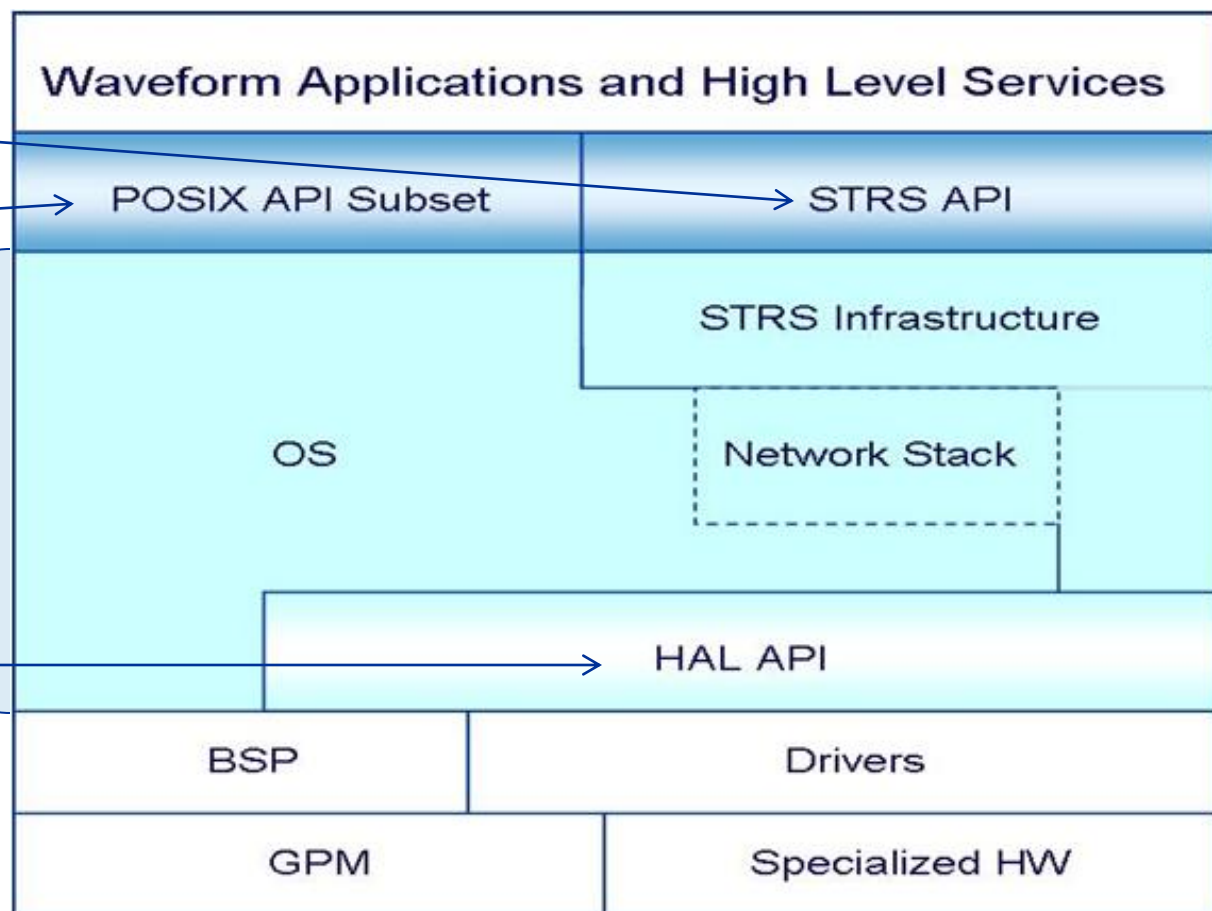 Waveform Applications and High Level Services
POSIX API Subset
STRS API
STRS Infrastructure
OS
Network Stack
HAL API
BSP
Drivers
GPM
Specialized HW